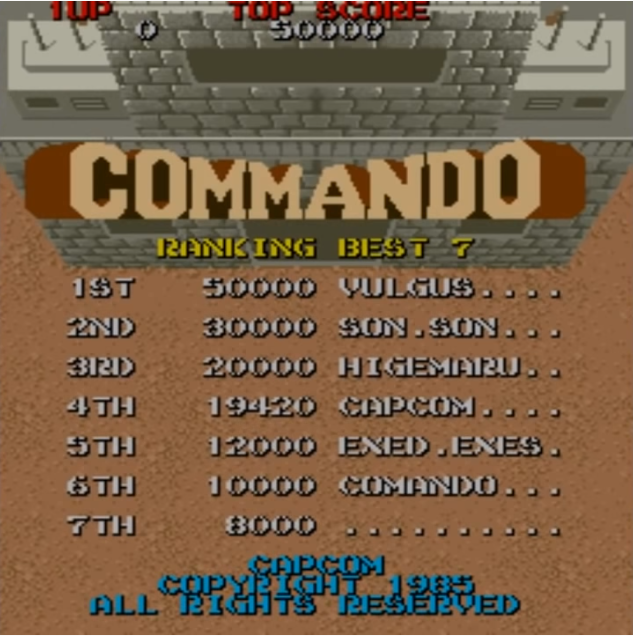 1UP TOP SCORE
0 50000
COMMANDO
RANKING BEST 7
1ST 50000 VULGUS....
2ND 30000 SON.SON...
3RD 20000 HIGEMARU..
4TH 19420 CAPCOM....
5TH 12000 EXED.EXES.
6TH 10000 COMANDO...
7TH 8000 ..........
CAPCOM
COPYRIGHT 1985
ALL RIGHTS RESERVED